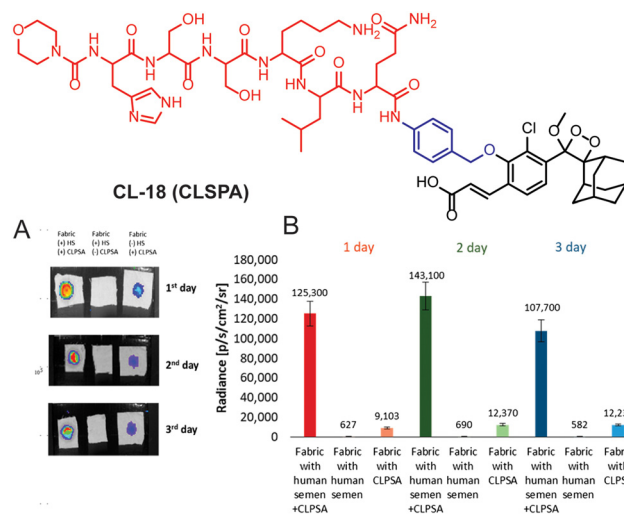 O
N
O
H
N
O
N
H
OH
O
H
N
O
N
H
OH
O
H
N
NH2
O
N
H
O
H
N
O
NH2
O
HN
N
NH
O
Cl
O
O-O
HO
O
CL-18 (CLSPA)
A
Fabric
(+) HS
(+) CLPSA
Fabric
(+) HS
(-) CLPSA
Fabric
(-) HS
(+) CLPSA
1st day
2nd day
3rd day
B
1 day
2 day
3 day
Radiance [p/s/cm²/sr]
180,000
160,000
140,000
120,000
100,000
80,000
60,000
40,000
20,000
0
125,300
627
9,103
143,100
690
12,370
107,700
582
Fabric with human semen +CLPSA
Fabric with human semen
Fabric with CLPSA
Fabric with human semen +CLPSA
Fabric with human semen
Fabric with CLPSA
Fabric with human semen +CLPSA
Fabric with human semen